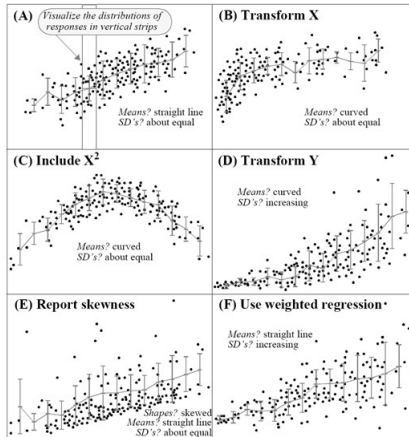 (A)
Visualize the distributions of
responses in vertical strips
Means? straight line
SD's? about equal
(B) Transform X
Means? curved
SD's? about equal
(C) Include X²
Means? curved
SD's? about equal
(D) Transform Y
Means? curved
SD's? increasing
(E) Report skewness
Shapes? skewed
Means? straight line
SD's? about equal
(F) Use weighted regression
Means? straight line
SD's? increasing